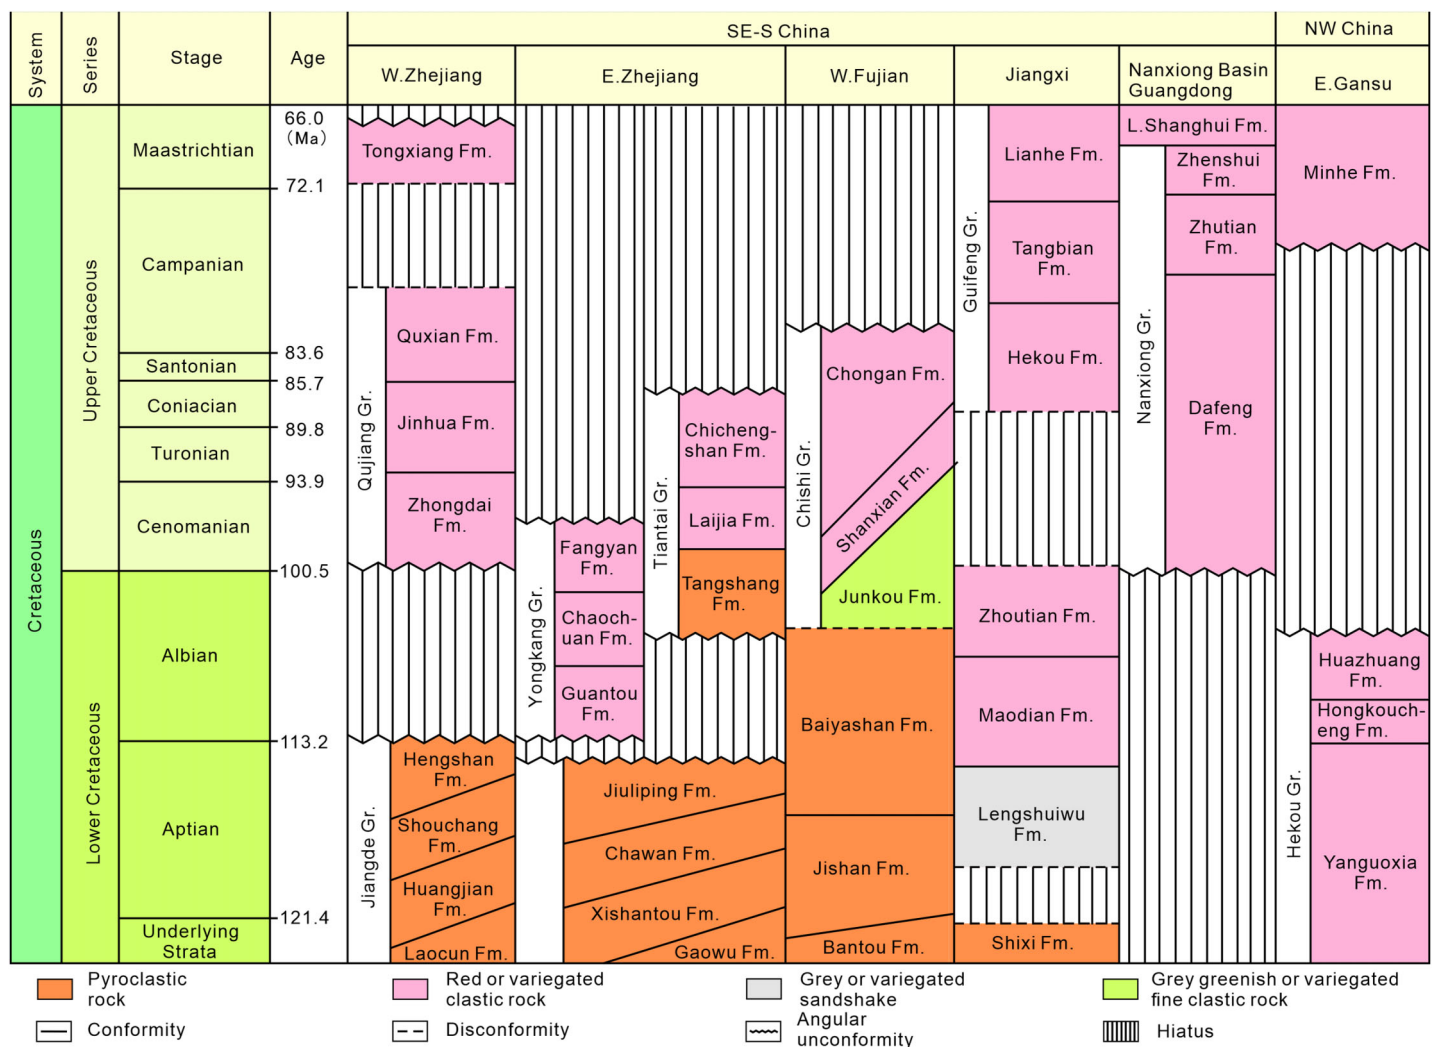 System
Series
Stage
Age
SE-S China
NW China
W.Zhejiang
E.Zhejiang
W.Fujian
Jiangxi
Nanxiong Basin
Guangdong
E.Gansu
Cretaceous
Upper Cretaceous
Lower Cretaceous
Maastrichtian
Campanian
Santonian
Coniacian
Turonian
Cenomanian
Albian
Aptian
Underlying
Strata
66.0
(Ma)
72.1
83.6
85.7
89.8
93.9
100.5
113.2
121.4
Tongxiang Fm.
Qujiang Gr.
Quxian Fm.
Jinhua Fm.
Zhongdai
Fm.
Jiangde Gr.
Hengshan
Fm.
Shouchang
Fm.
Huangjian
Fm.
Laocun Fm.
Yongkang Gr.
Fangyan
Fm.
Chaoch-
uan Fm.
Guantou
Fm.
Tiantai Gr.
Chicheng-
shan Fm.
Laijia Fm.
Tangshang
Fm.
Jiuliping Fm.
Chawan Fm.
Xishantou Fm.
Gaowu Fm.
Chishi Gr.
Chongan Fm.
Shanxian Fm.
Junkou Fm.
Baiyashan Fm.
Jishan Fm.
Bantou Fm.
Guifeng Gr.
Lianhe Fm.
Tangbian
Fm.
Hekou Fm.
Zhoutian Fm.
Maodian Fm.
Lengshuiwu
Fm.
Shixi Fm.
L.Shanghui Fm.
Nanxiong Gr.
Zhenshui
Fm.
Zhutian
Fm.
Dafeng
Fm.
Minhe Fm.
Hekou Gr.
Huazhuang
Fm.
Hongkouch-
eng Fm.
Yanguoxia
Fm.
Pyroclastic
rock
Red or variegated
clastic rock
Grey or variegated
sandshake
Grey greenish or variegated
fine clastic rock
Conformity
Disconformity
Angular
unconformity
Hiatus